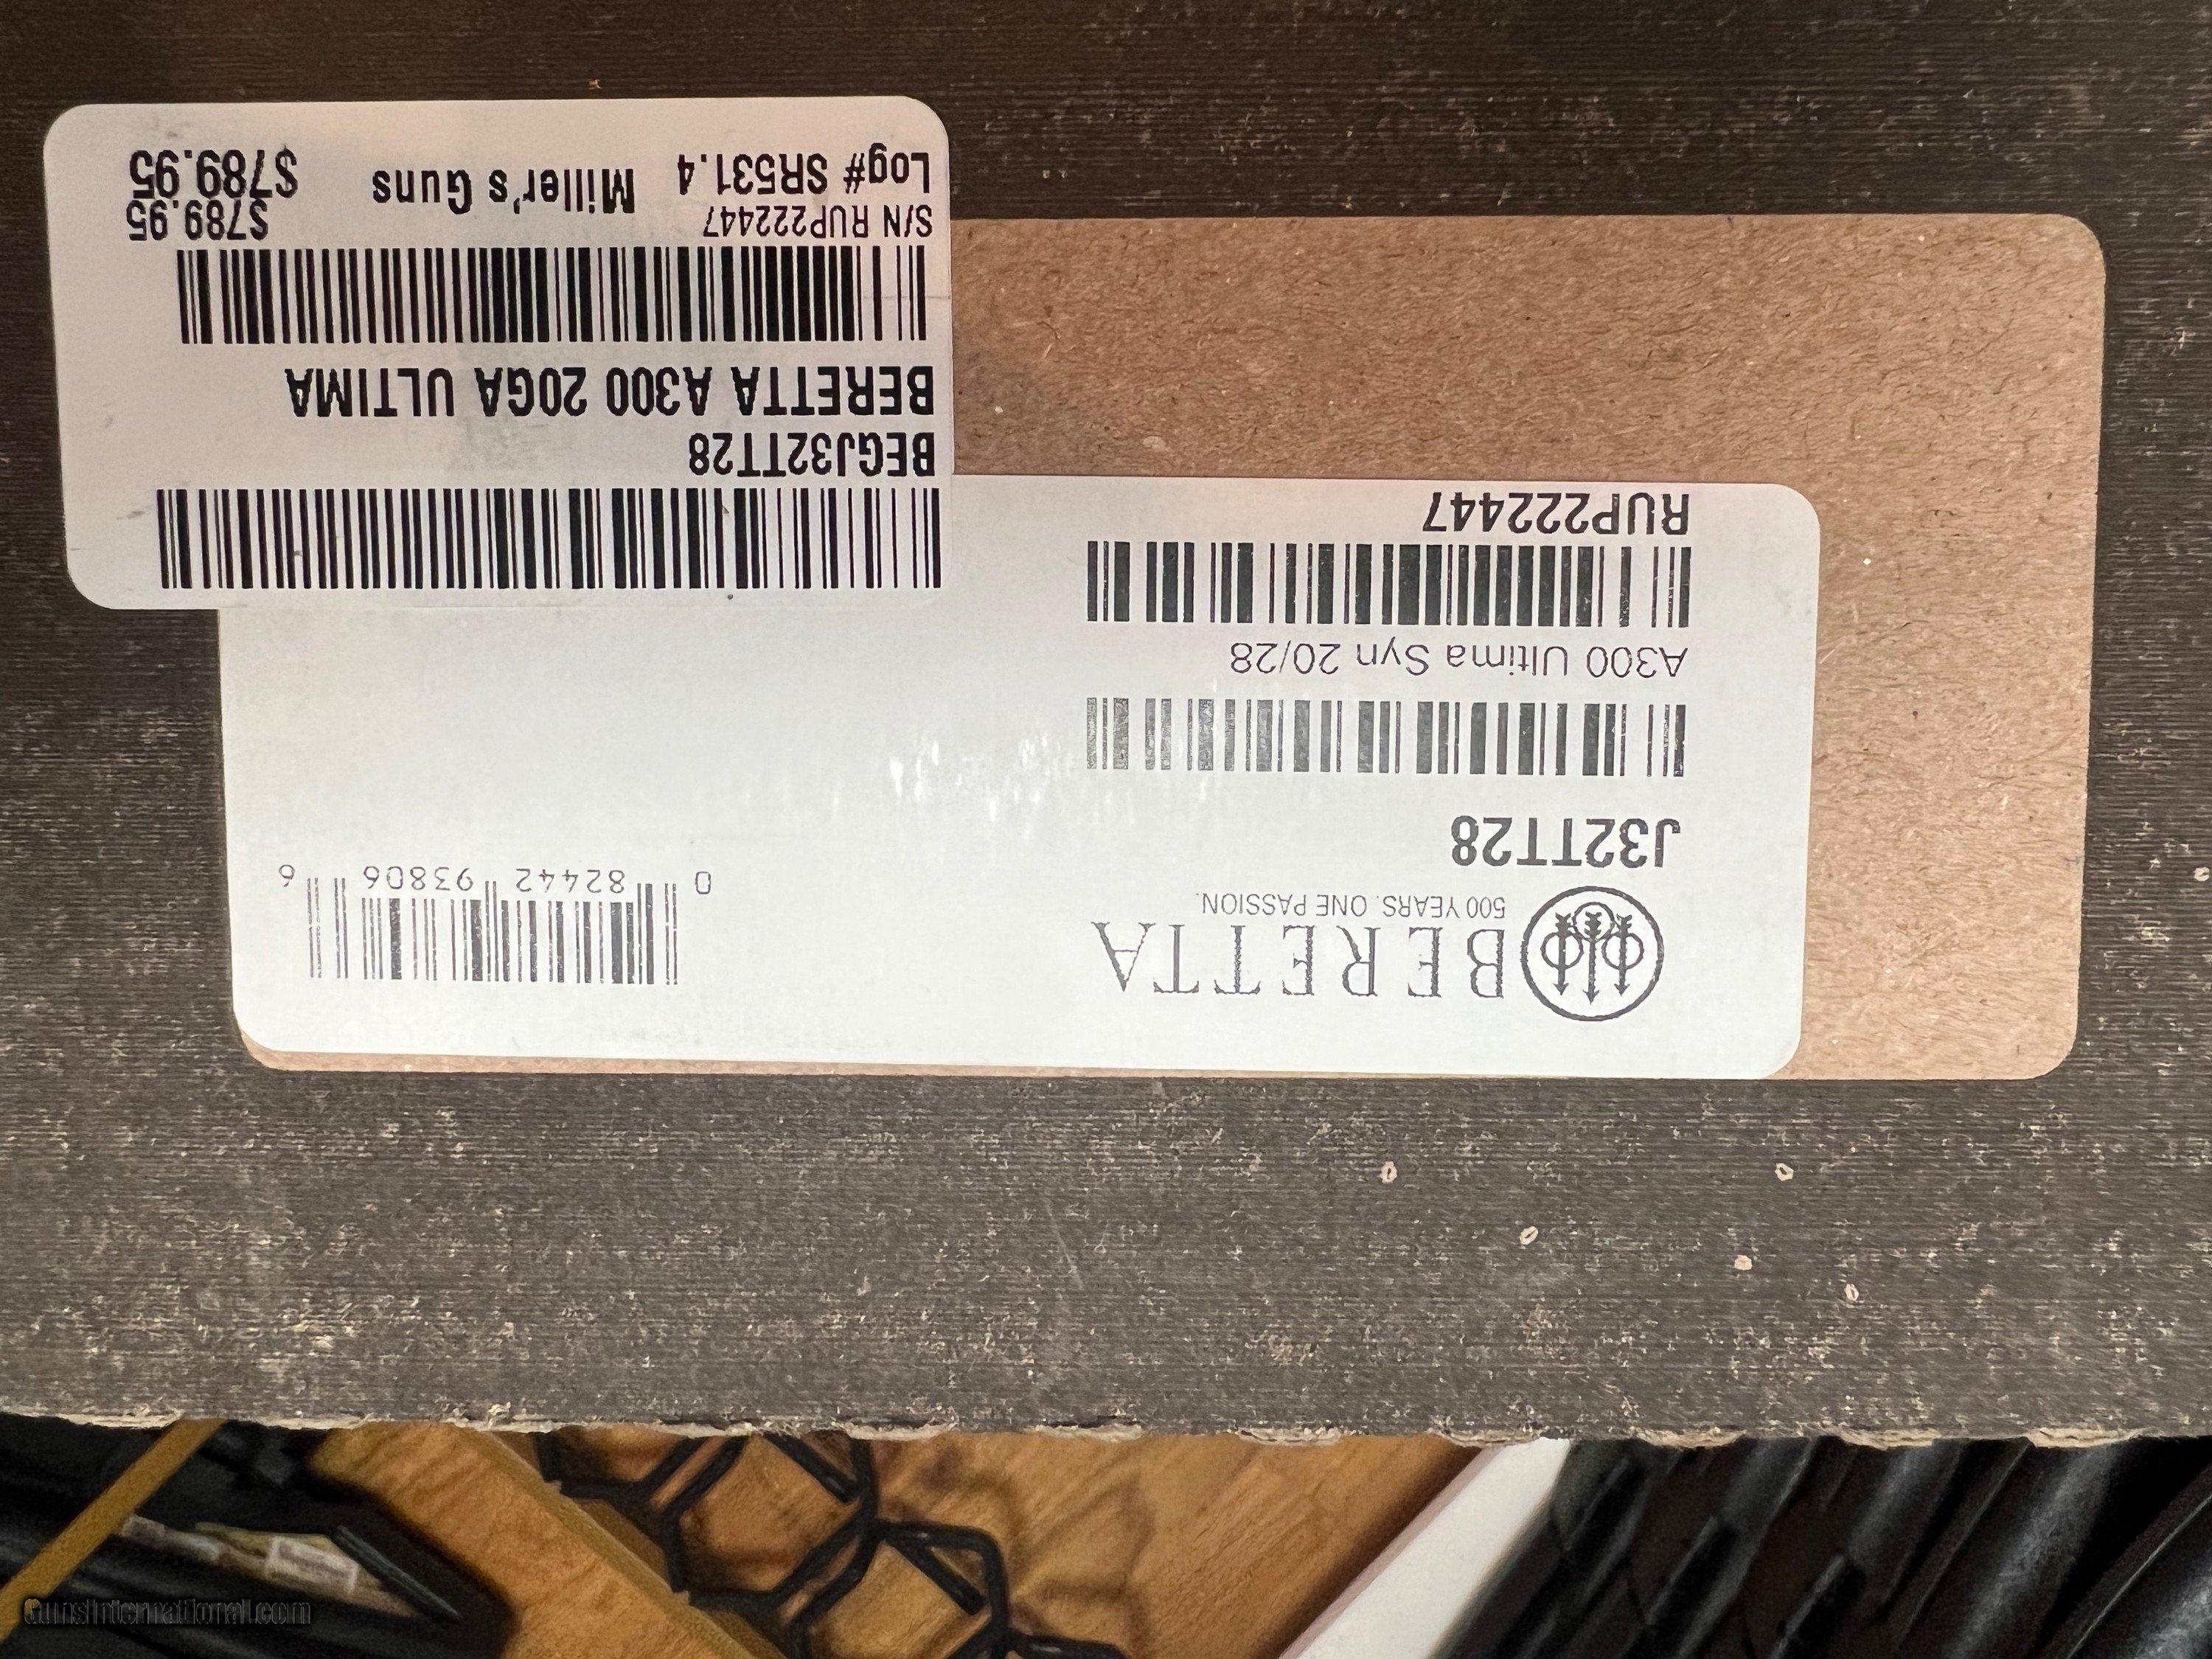 BEGJ32TT28
BERETTA A300 20GA ULTIMA
S/N RUP222447 $789.95
Log# SR531.4 Miller's Guns $789.95
BERETTA
500 YEARS. ONE PASSION.
0 82442 93806 6
J32TT28
A300 Ultima Syn 20/28
RUP222447
GunsInternational.com